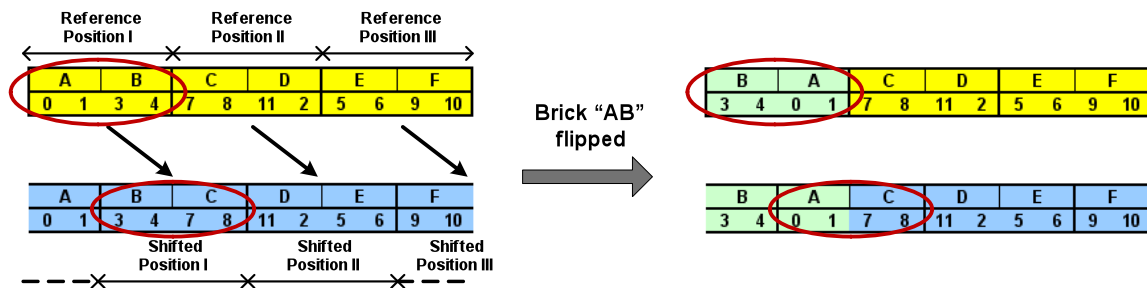 Reference Position I
Reference Position II
Reference Position III
A B C D E F
0 1 3 4 7 8 11 2 5 6 9 10
A B C D E F
0 1 3 4 7 8 11 2 5 6 9 10
Shifted Position I
Shifted Position II
Shifted Position III
Brick “AB”
flipped
B A C D E F
3 4 0 1 7 8 11 2 5 6 9 10
B A C D E F
3 4 0 1 7 8 11 2 5 6 9 10